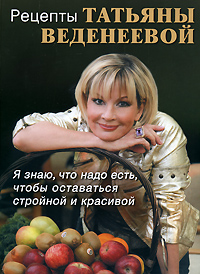 Рецепты ТАТЬЯНЫ
ВЕДЕНЕЕВОЙ
Я знаю, что надо есть,
чтобы оставаться
стройной и красивой